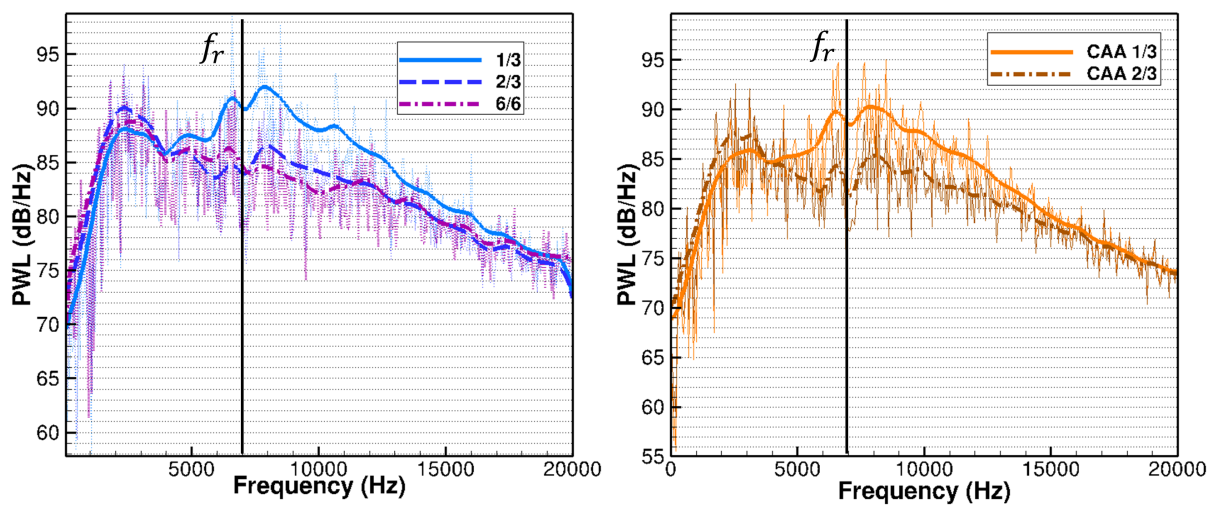 f_r
1/3
2/3
6/6
PWL (dB/Hz)
95
90
85
80
75
70
65
60
5000 10000 15000 20000
Frequency (Hz)
f_r
CAA 1/3
CAA 2/3
PWL (dB/Hz)
95
90
85
80
75
70
65
60
55
0 5000 10000 15000 20000
Frequency (Hz)